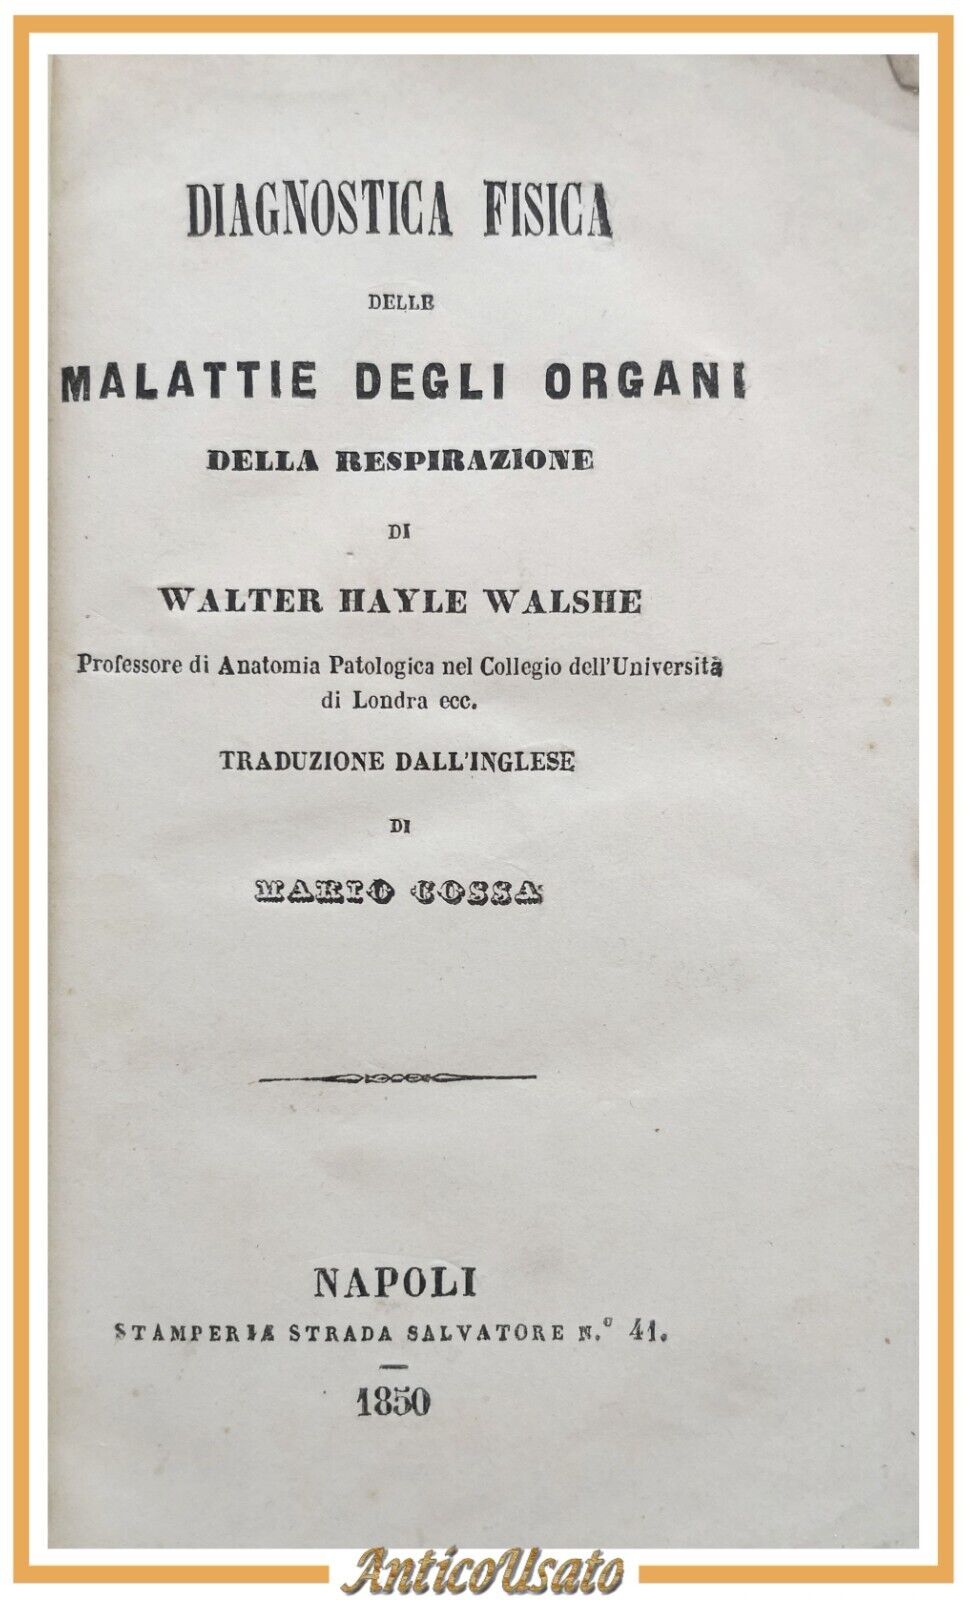 DIAGNOSTICA FISICA
DELLE
MALATTIE DEGLI ORGANI
DELLA RESPIRAZIONE
DI
WALTER HAYLE WALSHE
Professore di Anatomia Patologica nel Collegio dell'Università
di Londra ecc.
TRADUZIONE DALL'INGLESE
DI
MARIO COSSA
NAPOLI
STAMPERIA STRADA SALVATORE N.º 41.
1850
AnticoUsato